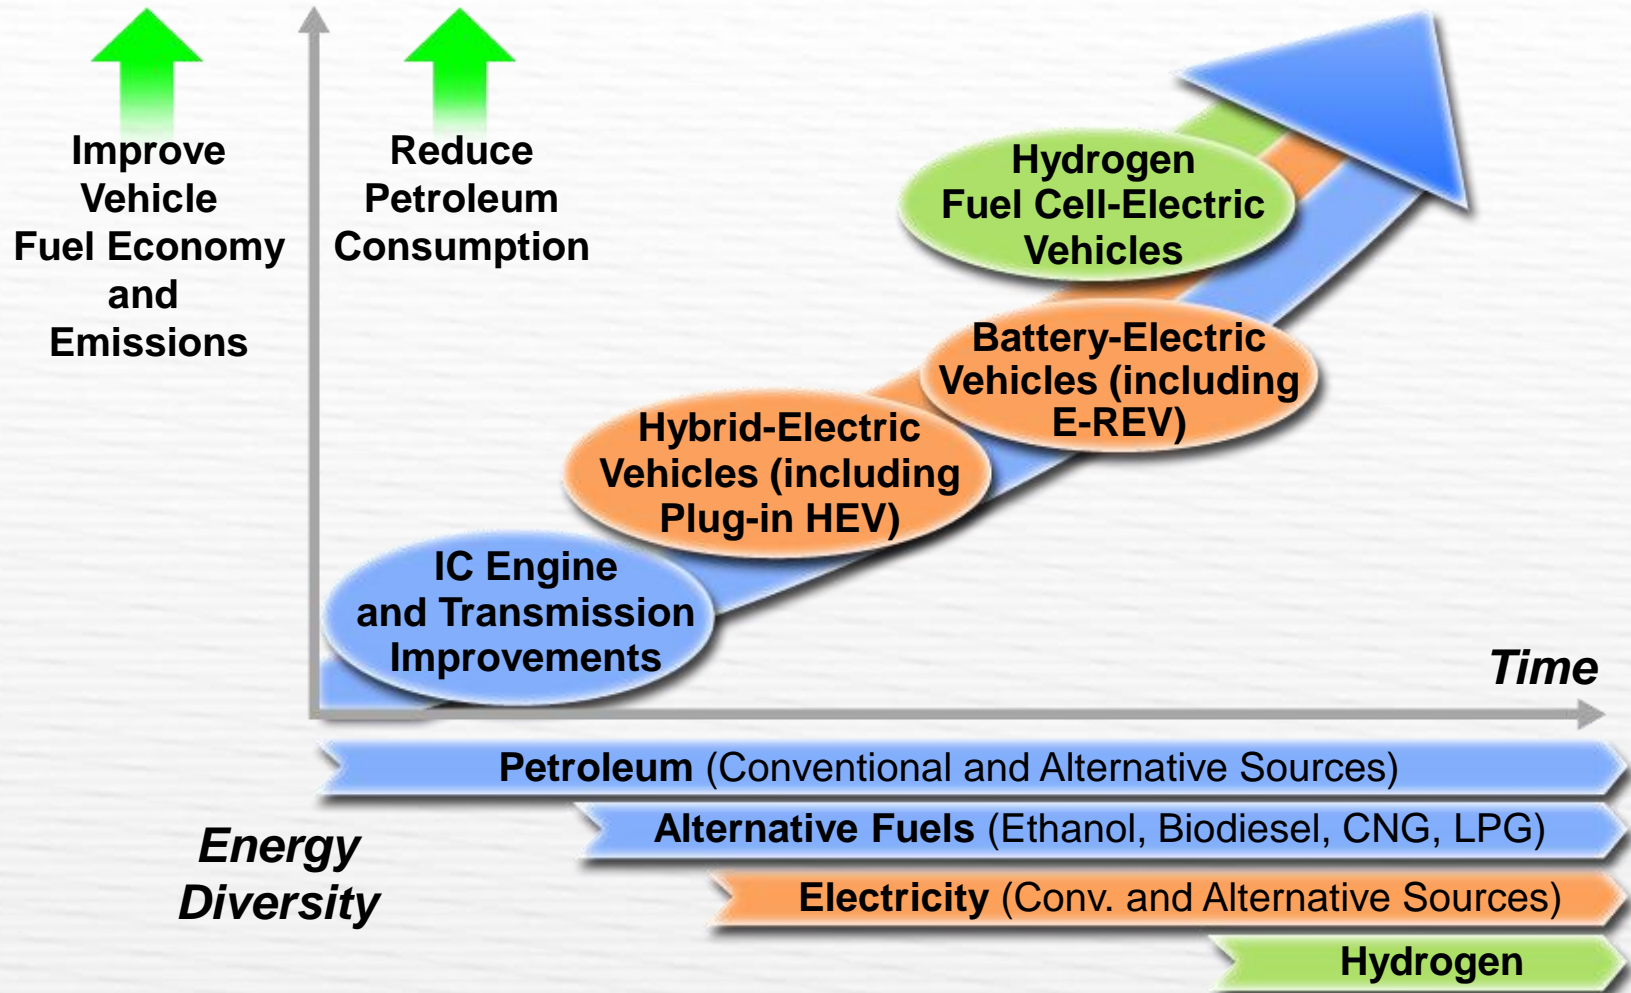 Improve
Vehicle
Fuel Economy
and
Emissions
Reduce
Petroleum
Consumption
Hydrogen
Fuel Cell-Electric
Vehicles
Battery-Electric
Vehicles (including
E-REV)
Hybrid-Electric
Vehicles (including
Plug-in HEV)
IC Engine
and Transmission
Improvements
Time
Petroleum (Conventional and Alternative Sources)
Alternative Fuels (Ethanol, Biodiesel, CNG, LPG)
Energy
Diversity
Electricity (Conv. and Alternative Sources)
Hydrogen